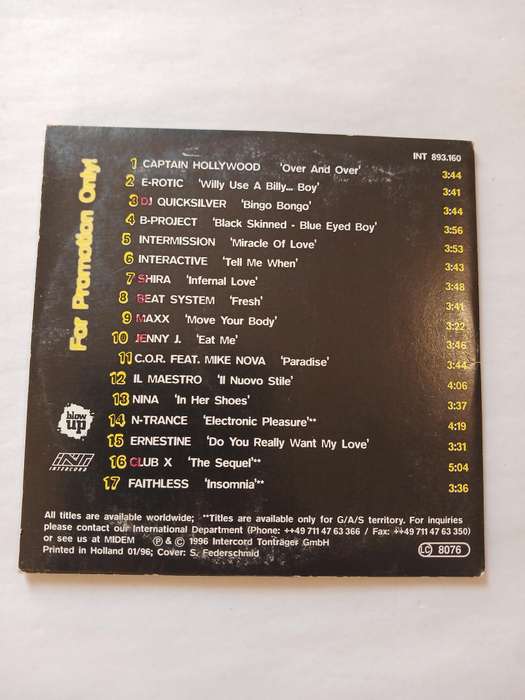 For Promotion Only!
INT 893.160
1 CAPTAIN HOLLYWOOD 'Over And Over' 3:44
2 E-ROTIC 'Willy Use A Billy... Boy' 3:41
3 DJ QUICKSILVER 'Bingo Bongo' 3:44
4 B-PROJECT 'Black Skinned - Blue Eyed Boy' 3:56
5 INTERMISSION 'Miracle Of Love' 3:53
6 INTERACTIVE 'Tell Me When' 3:43
7 SHIRA 'Infernal Love' 3:48
8 BEAT SYSTEM 'Fresh' 3:41
9 MAXX 'Move Your Body' 3:22
10 JENNY J. 'Eat Me' 3:46
11 C.O.R. FEAT. MIKE NOVA 'Paradise' 3:44
12 IL MAESTRO 'Il Nuovo Stile' 4:06
13 NINA 'In Her Shoes' 3:37
14 N-TRANCE 'Electronic Pleasure'** 4:19
15 ERNESTINE 'Do You Really Want My Love' 3:31
16 CLUB X 'The Sequel'** 5:04
17 FAITHLESS 'Insomnia'** 3:36
blow
up
INT
INTERCORD
All titles are available worldwide; **Titles are available only for G/A/S territory. For inquiries
please contact our International Department (Phone: ++49 711 47 63 366 / Fax: ++49 711 47 63 350)
or see us at MIDEM Ⓟ & © 1996 Intercord Tonträger GmbH
Printed in Holland 01/96; Cover: S. Federschmid
LC 8076